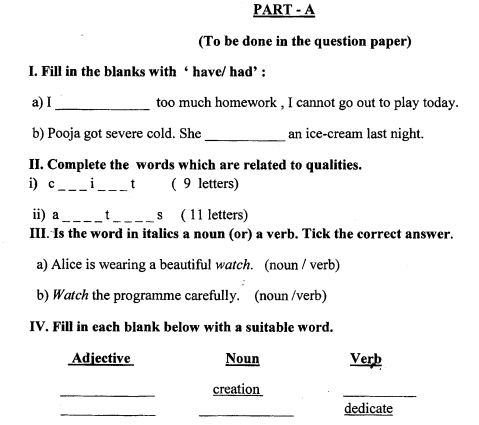 PART - A
(To be done in the question paper)
I. Fill in the blanks with ‘ have/ had’ :
a) I ______________ too much homework , I cannot go out to play today.
b) Pooja got severe cold. She ____________ an ice-cream last night.
II. Complete the words which are related to qualities.
i) c _ _ _ i _ _ _ t ( 9 letters)
ii) a _ _ _ _ t _ _ _ _ s ( 11 letters)
III. Is the word in italics a noun (or) a verb. Tick the correct answer.
a) Alice is wearing a beautiful watch. (noun / verb)
b) Watch the programme carefully. (noun /verb)
IV. Fill in each blank below with a suitable word.
Adjective Noun Verb
______________ creation ___________
______________ ______________ dedicate